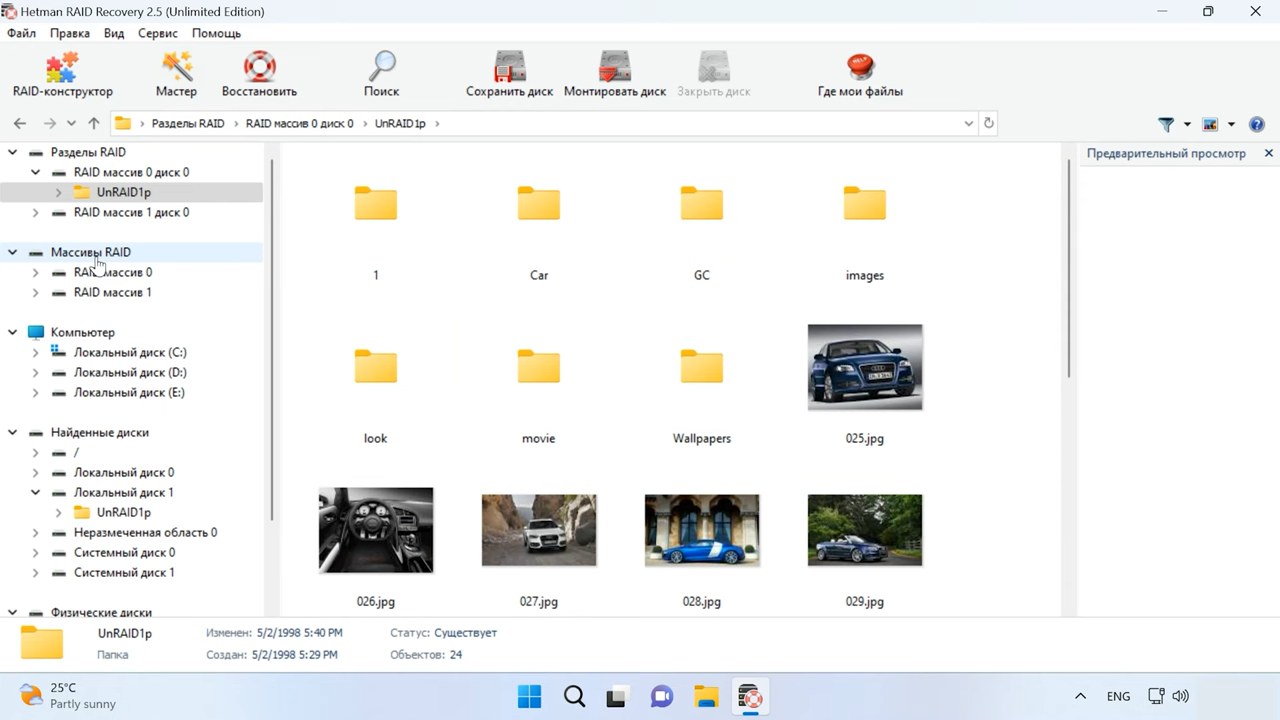 Hetman RAID Recovery 2.5 (Unlimited Edition)
Файл Правка Вид Сервис Помощь
RAID-конструктор Мастер Восстановить Поиск Сохранить диск Монтировать диск Закрыть диск Где мои файлы
Разделы RAID RAID массив 0 диск 0 UnRAID1p
Разделы RAID
RAID массив 0 диск 0
UnRAID1p
RAID массив 1 диск 0
Массивы RAID
RAID массив 0
RAID массив 1
Компьютер
Локальный диск (C:)
Локальный диск (D:)
Локальный диск (E:)
Найденные диски
/
Локальный диск 0
Локальный диск 1
UnRAID1p
Неразмеченная область 0
Системный диск 0
Системный диск 1
Физические диски
1 Car GC images
look movie Wallpapers 025.jpg
026.jpg 027.jpg 028.jpg 029.jpg
Предварительный просмотр
UnRAID1p Изменен: 5/2/1998 5:40 PM Статус: Существует
Папка Создан: 5/2/1998 5:29 PM Объектов: 24
25°C
Partly sunny
ENG